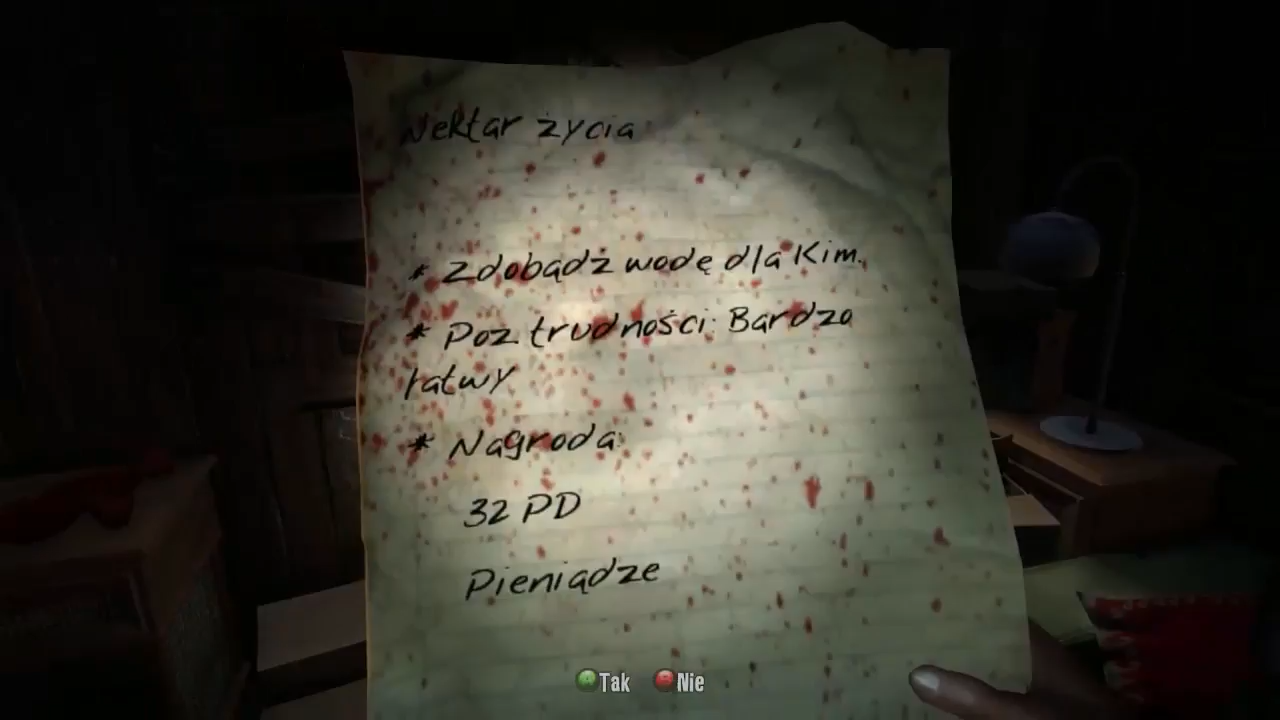 Nektar życia
* Zdobądź wodę dla Kim.
* Poz. trudności: Bardzo
łatwy
* Nagroda:
32 PD
Pieniądze
Tak Nie